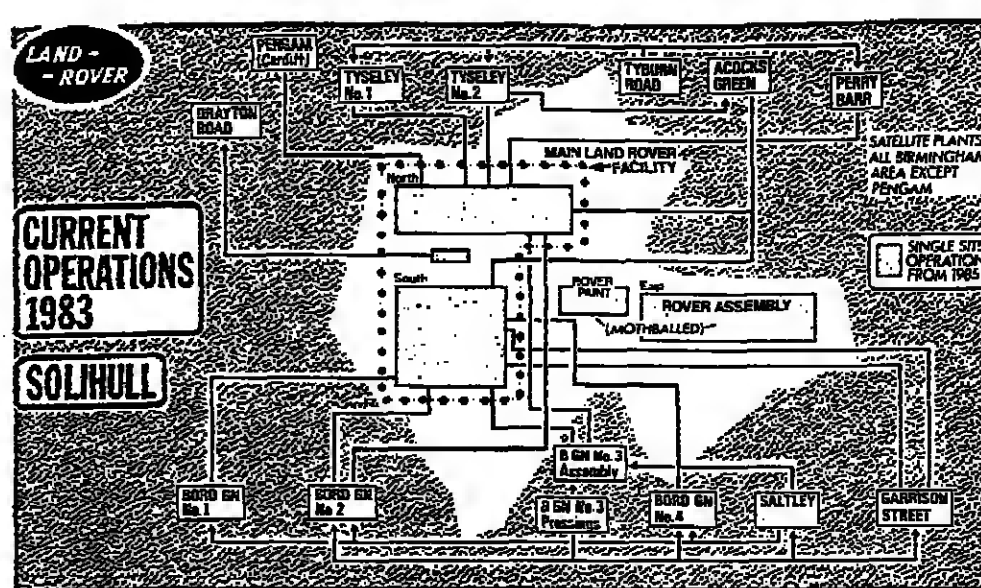 LAND -
- ROVER
PENGAM
(Cardiff)
TYSELEY
No.1
TYSELEY
No.2
TYBURN
ROAD
ACOCKS
GREEN
PERRY
BARR
DRAYTON
ROAD
MAIN LAND ROVER
FACILITY
North
SATELLITE PLANTS
ALL BIRMINGHAM
AREA EXCEPT
PENGAM
CURRENT
OPERATIONS
1983
SINGLE SITE
OPERATION
FROM 1985
South
ROVER
PAINT
ROVER ASSEMBLY
(MOTHBALLED)
SOLIHULL
B GN No.3
Assembly
BORD GN
No.1
BORD GN
No 2
B GN No.3
Pressings
BORD GN
No.4
SALTLEY
GARRISON
STREET